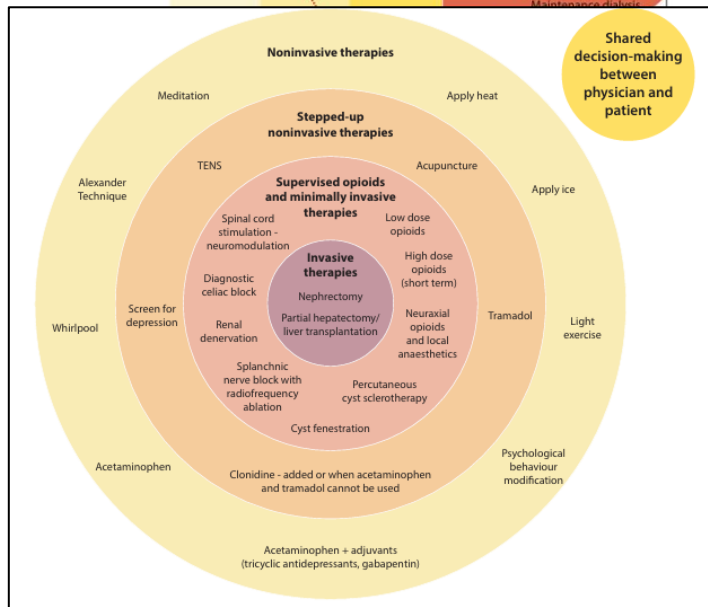 Maintenance dialysis
Shared
decision-making
between
physician and
patient
Noninvasive therapies
Meditation
Apply heat
Alexander
Technique
Apply ice
Whirlpool
Light
exercise
Acetaminophen
Psychological
behaviour
modification
Acetaminophen + adjuvants
(tricyclic antidepressants, gabapentin)
Stepped-up
noninvasive therapies
TENS
Acupuncture
Screen for
depression
Tramadol
Clonidine - added or when acetaminophen
and tramadol cannot be used
Supervised opioids
and minimally invasive
therapies
Spinal cord
stimulation -
neuromodulation
Low dose
opioids
Diagnostic
celiac block
High dose
opioids
(short term)
Renal
denervation
Neuraxial
opioids
and local
anaesthetics
Splanchnic
nerve block with
radiofrequency
ablation
Percutaneous
cyst sclerotherapy
Cyst fenestration
Invasive
therapies
Nephrectomy
Partial hepatectomy/
liver transplantation